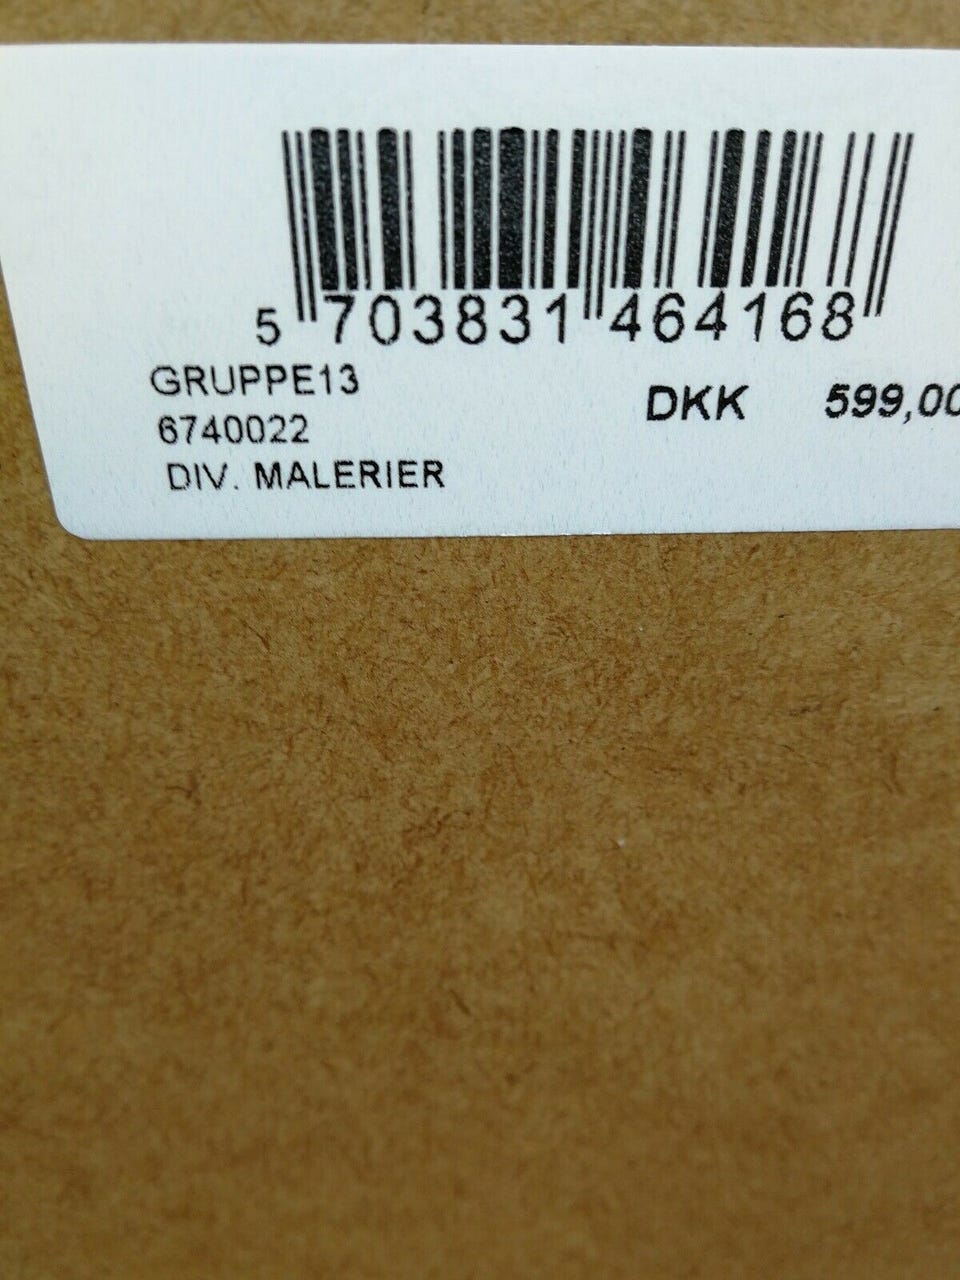 5 703831 464168
GRUPPE13
6740022
DKK 599,00
DIV. MALERIER